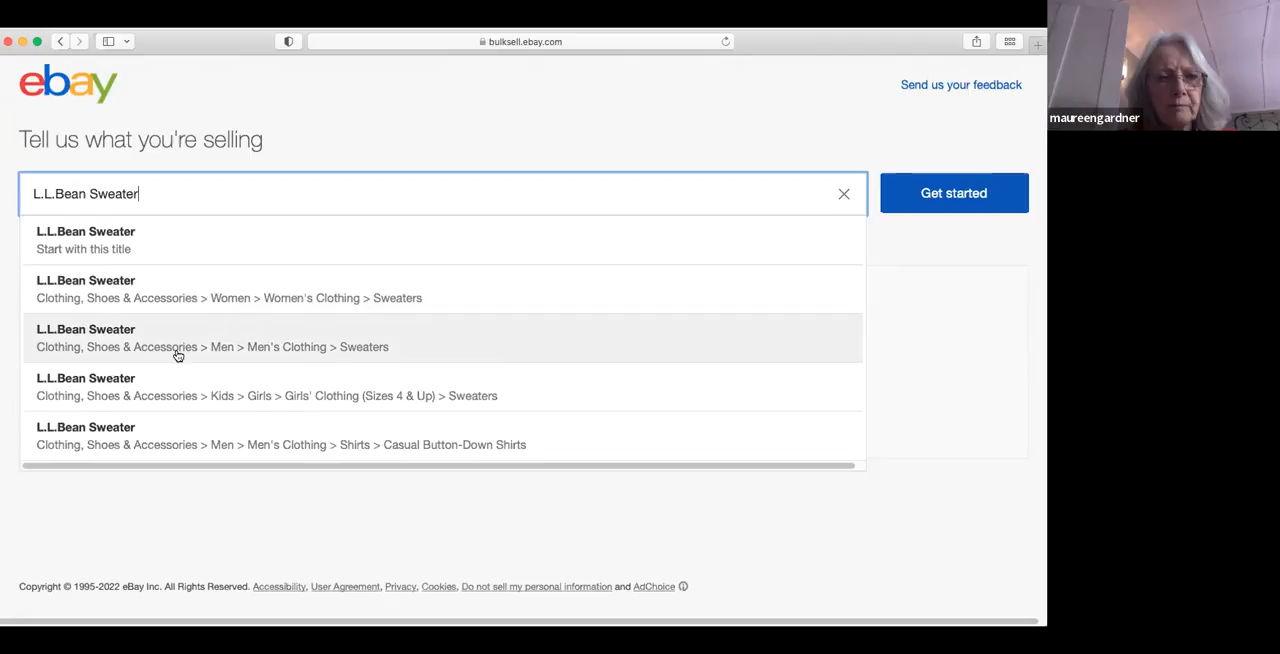 bulksell.ebay.com
ebay
Send us your feedback
maureengardner
Tell us what you're selling
L.L.Bean Sweater
Get started
L.L.Bean Sweater
Start with this title
L.L.Bean Sweater
Clothing, Shoes & Accessories > Women > Women's Clothing > Sweaters
L.L.Bean Sweater
Clothing, Shoes & Accessories > Men > Men's Clothing > Sweaters
L.L.Bean Sweater
Clothing, Shoes & Accessories > Kids > Girls > Girls' Clothing (Sizes 4 & Up) > Sweaters
L.L.Bean Sweater
Clothing, Shoes & Accessories > Men > Men's Clothing > Shirts > Casual Button-Down Shirts
Copyright © 1995-2022 eBay Inc. All Rights Reserved. Accessibility, User Agreement, Privacy, Cookies, Do not sell my personal information and AdChoice